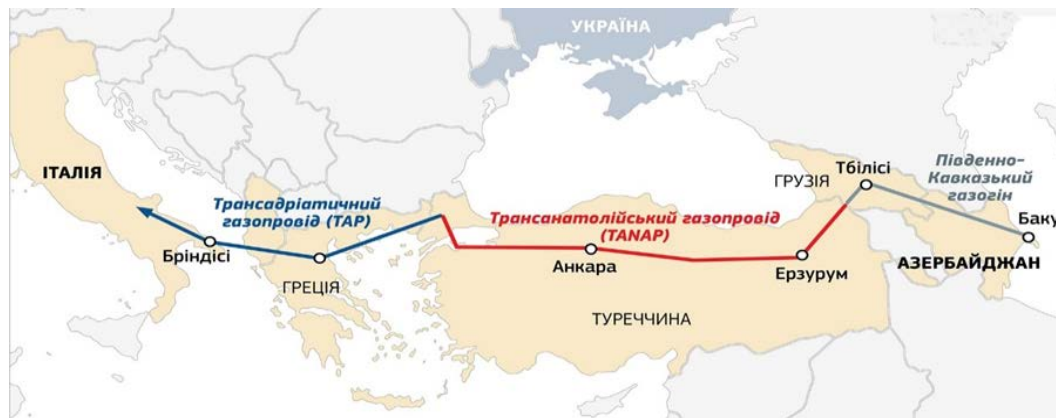 УКРАЇНА
ІТАЛІЯ
Трансадріатичний
газопровід (TAP)
Бріндісі
ГРЕЦІЯ
Трансанатолійський газопровід
(TANAP)
Анкара
Ерзурум
ТУРЕЧЧИНА
Тбілісі
ГРУЗІЯ
Південно-
Кавказький
газогін
Баку
АЗЕРБАЙДЖАН